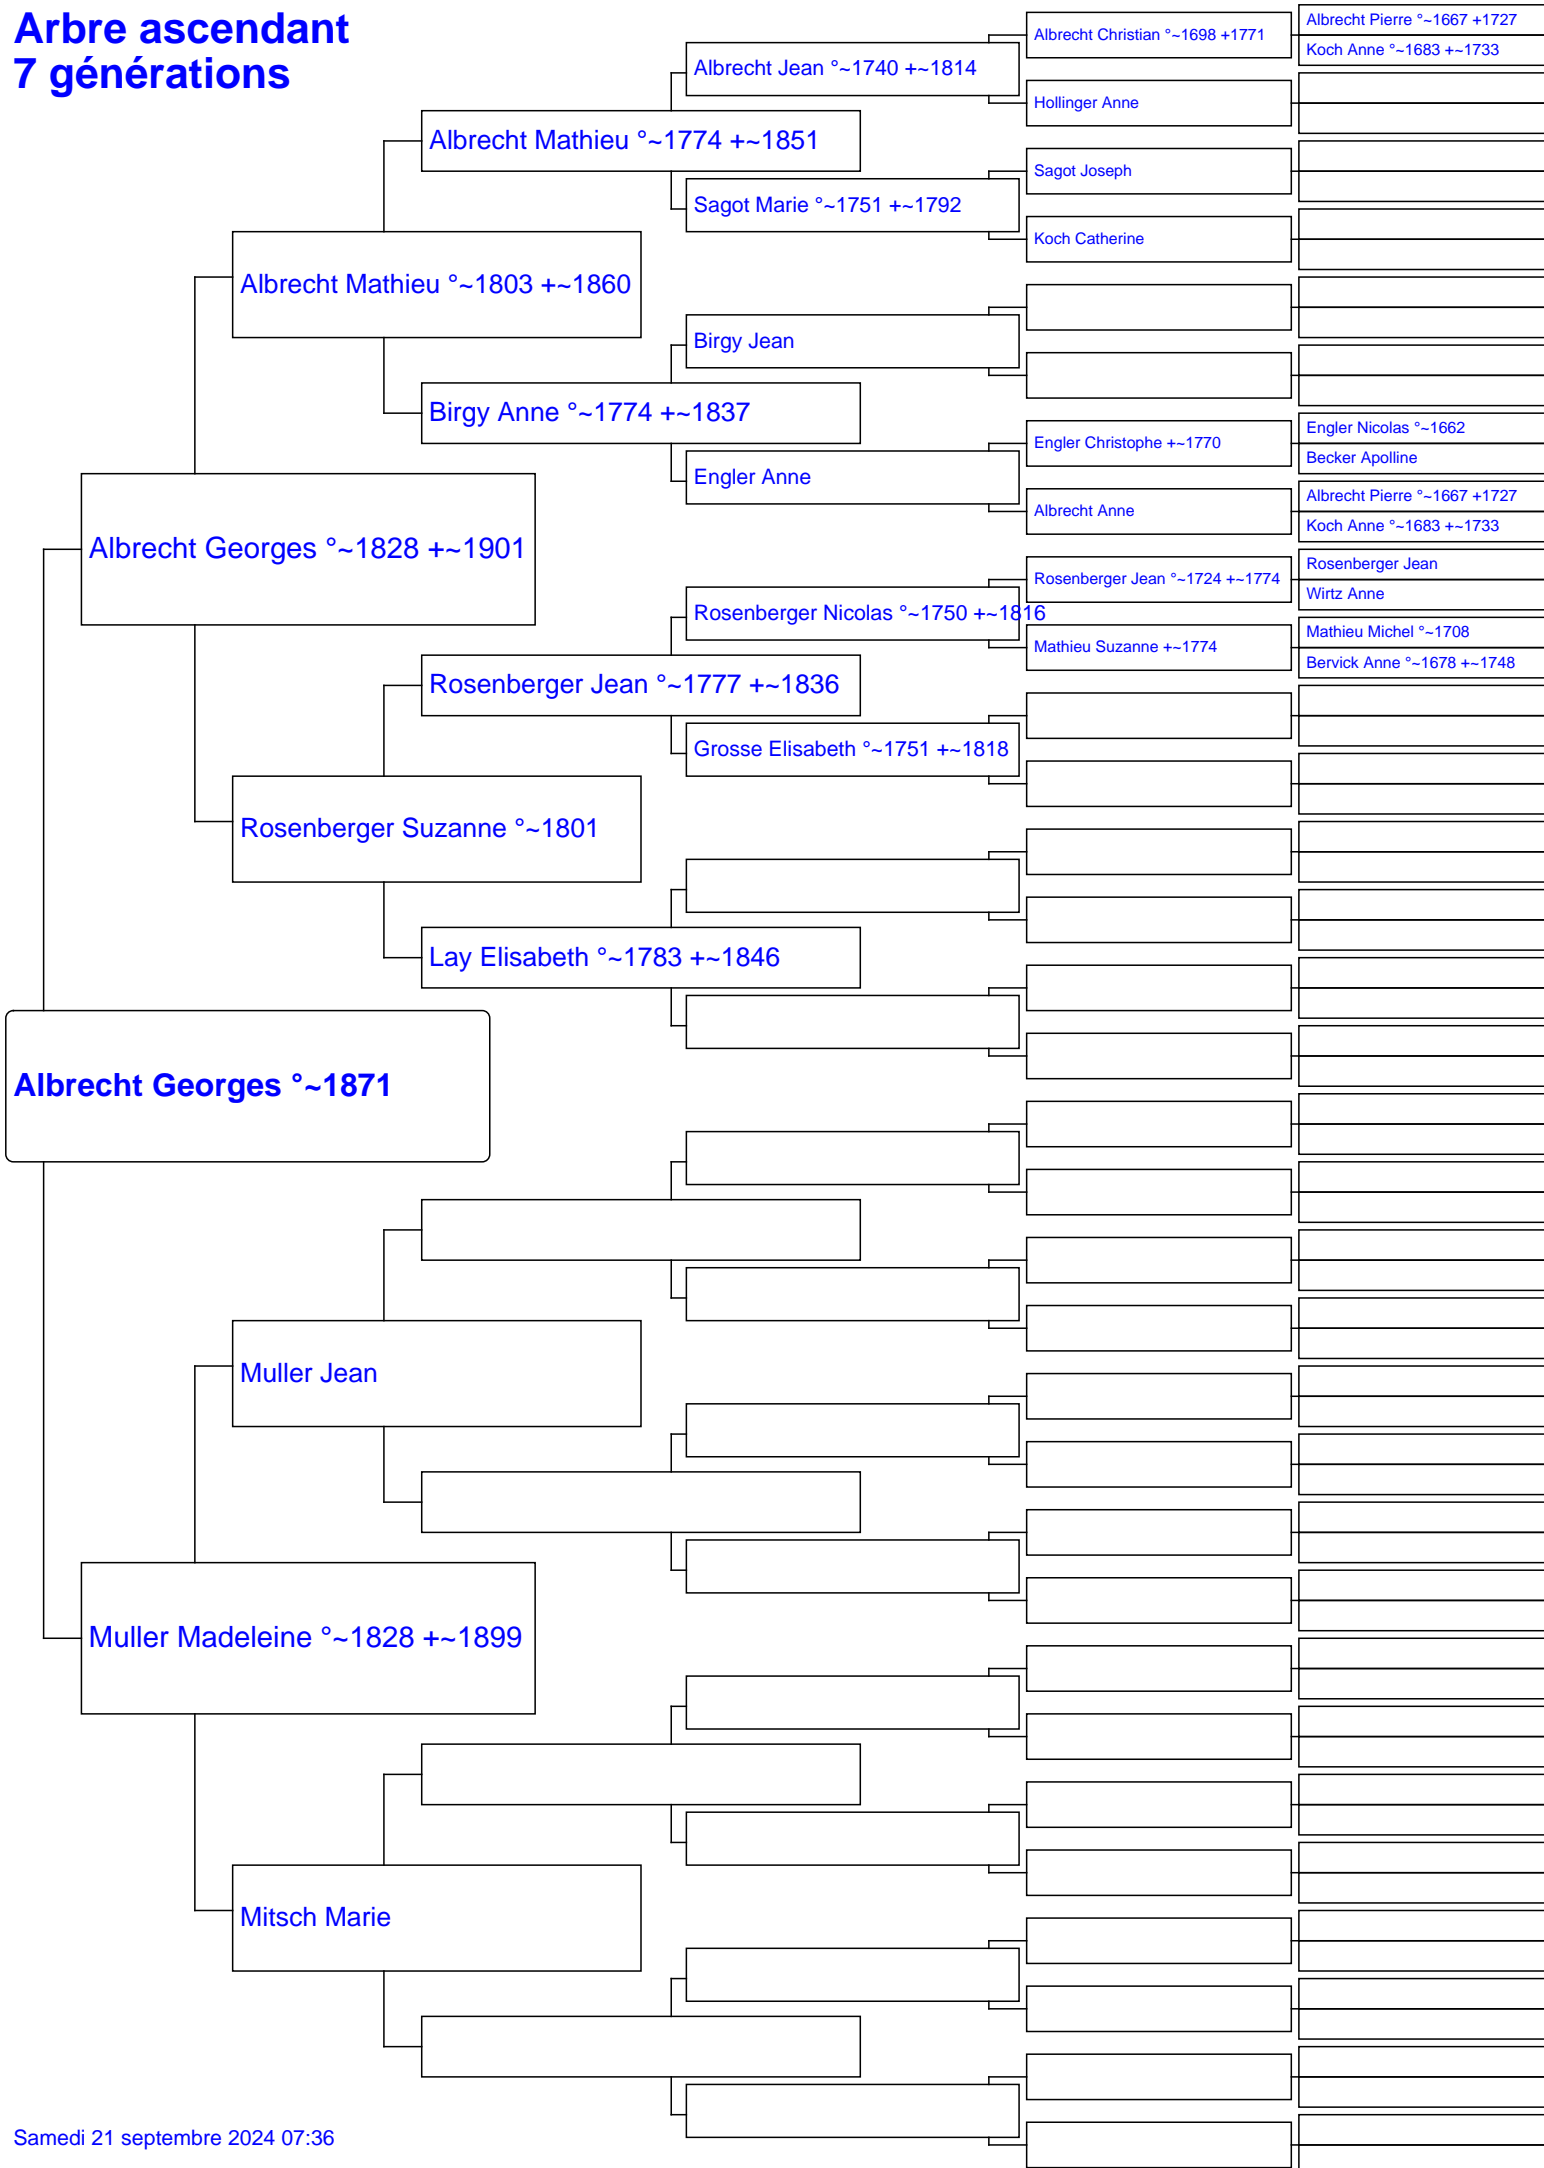 Arbre ascendant
7 générations
Albrecht Georges °~1871
Albrecht Georges °~1828 +~1901
Muller Madeleine °~1828 +~1899
Albrecht Mathieu °~1803 +~1860
Rosenberger Suzanne °~1801
Muller Jean
Mitsch Marie
Albrecht Mathieu °~1774 +~1851
Birgy Anne °~1774 +~1837
Rosenberger Jean °~1777 +~1836
Lay Elisabeth °~1783 +~1846
Albrecht Jean °~1740 +~1814
Sagot Marie °~1751 +~1792
Birgy Jean
Engler Anne
Rosenberger Nicolas °~1750 +~1816
Grosse Elisabeth °~1751 +~1818
Albrecht Christian °~1698 +1771
Hollinger Anne
Sagot Joseph
Koch Catherine
Engler Christophe +~1770
Albrecht Anne
Rosenberger Jean °~1724 +~1774
Mathieu Suzanne +~1774
Albrecht Pierre °~1667 +1727
Koch Anne °~1683 +~1733
Engler Nicolas °~1662
Becker Apolline
Albrecht Pierre °~1667 +1727
Koch Anne °~1683 +~1733
Rosenberger Jean
Wirtz Anne
Mathieu Michel °~1708
Bervick Anne °~1678 +~1748
Samedi 21 septembre 2024 07:36